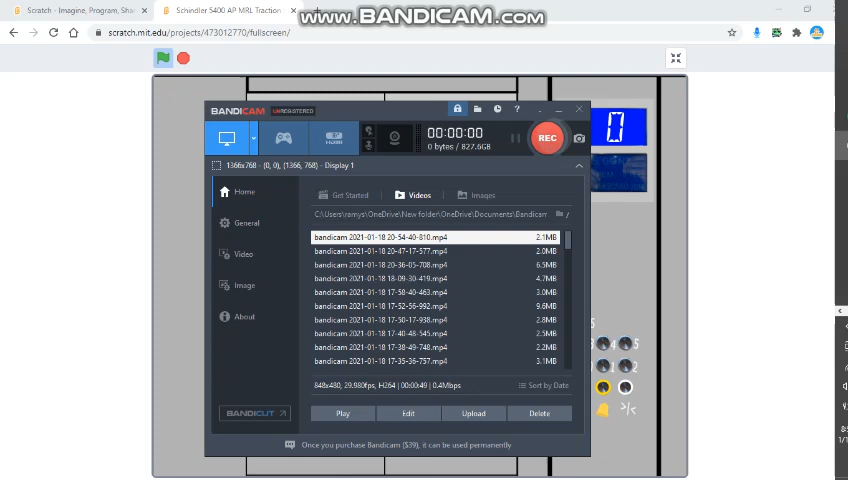 Scratch - Imagine, Program, Sha
Schindler 5400 AP MRL Traction
www.BANDICAM.com
scratch.mit.edu/projects/473012770/fullscreen/
BANDICAM UNREGISTERED
HDMI
00:00:00
0 bytes / 827.6GB
REC
0
1366x768 - (0, 0), (1366, 768) - Display 1
Home
Get Started
Videos
Images
C:\Users\ramys\OneDrive\New folder\OneDrive\Documents\Bandicam
General
bandicam 2021-01-18 20-54-40-810.mp4 2.1MB
bandicam 2021-01-18 20-47-17-577.mp4 2.0MB
Video
bandicam 2021-01-18 20-36-05-708.mp4 6.5MB
bandicam 2021-01-18 18-09-30-419.mp4 4.7MB
Image
bandicam 2021-01-18 17-58-40-463.mp4 3.0MB
bandicam 2021-01-18 17-52-56-992.mp4 9.6MB
About
bandicam 2021-01-18 17-50-17-938.mp4 2.8MB
bandicam 2021-01-18 17-40-48-545.mp4 2.5MB
bandicam 2021-01-18 17-38-49-748.mp4 2.2MB
bandicam 2021-01-18 17-35-36-757.mp4 3.1MB
848x480, 29.980fps, H264 | 00:00:49 | 0.4Mbps
Sort by Date
BANDICUT
Play
Edit
Upload
Delete
Once you purchase Bandicam ($39), it can be used permanently
5
3 4 5
1 2